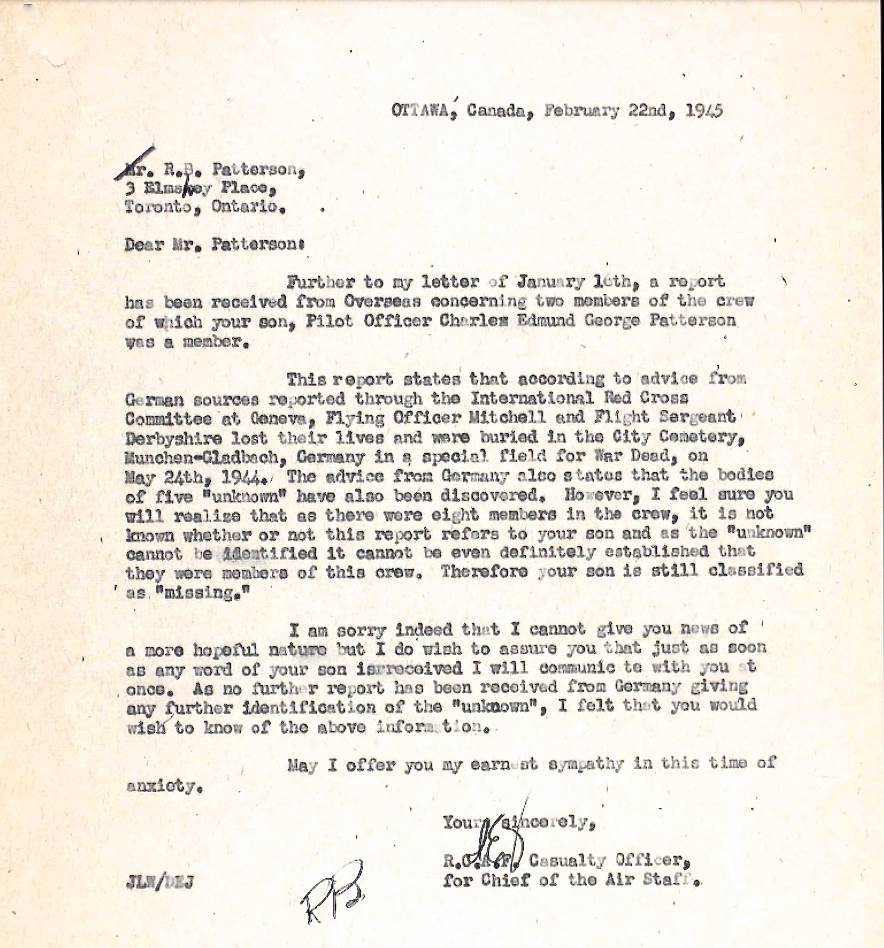 OTTAWA, Canada, February 22nd, 1945
Mr. R.B. Patterson,
3 Elmsley Place,
Toronto, Ontario.
Dear Mr. Patterson:
Further to my letter of January 16th, a report
has been received from Overseas concerning two members of the crew
of which your son, Pilot Officer Charles Edmund George Patterson
was a member.
This report states that according to advice from
German sources reported through the International Red Cross
Committee at Geneva, Flying Officer Mitchell and Flight Sergeant
Derbyshire lost their lives and were buried in the City Cemetery,
Munchen-Gladbach, Germany in a special field for War Dead, on
May 24th, 1944. The advice from Germany also states that the bodies
of five "unknown" have also been discovered. However, I feel sure you
will realize that as there were eight members in the crew, it is not
known whether or not this report refers to your son and as the "unknown"
cannot be identified it cannot be even definitely established that
they were members of this crew. Therefore your son is still classified
as "missing."
I am sorry indeed that I cannot give you news of
a more hopeful nature but I do wish to assure you that just as soon
as any word of your son is received I will communicate with you at
once. As no further report has been received from Germany giving
any further identification of the "unknown", I felt that you would
wish to know of the above information.
May I offer you my earnest sympathy in this time of
anxiety.
Yours sincerely,
R.C.A.F. Casualty Officer,
for Chief of the Air Staff.
JLW/DEJ
RB